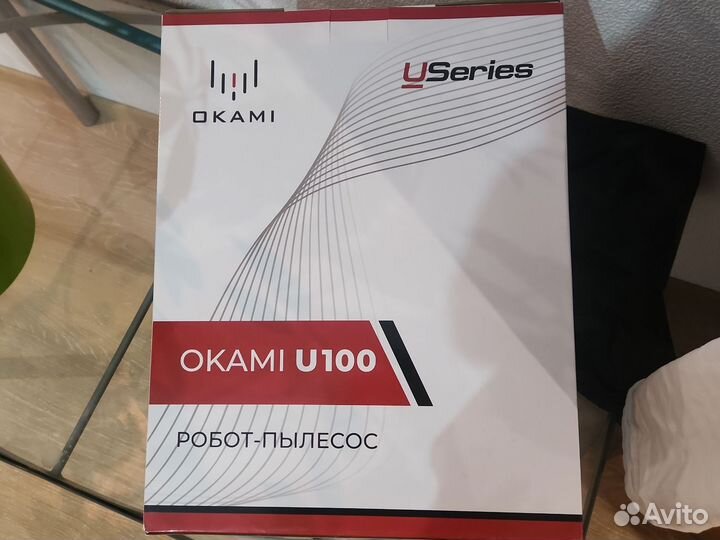 OKAMI
USeries
OKAMI U100
РОБОТ-ПЫЛЕСОС
Avito